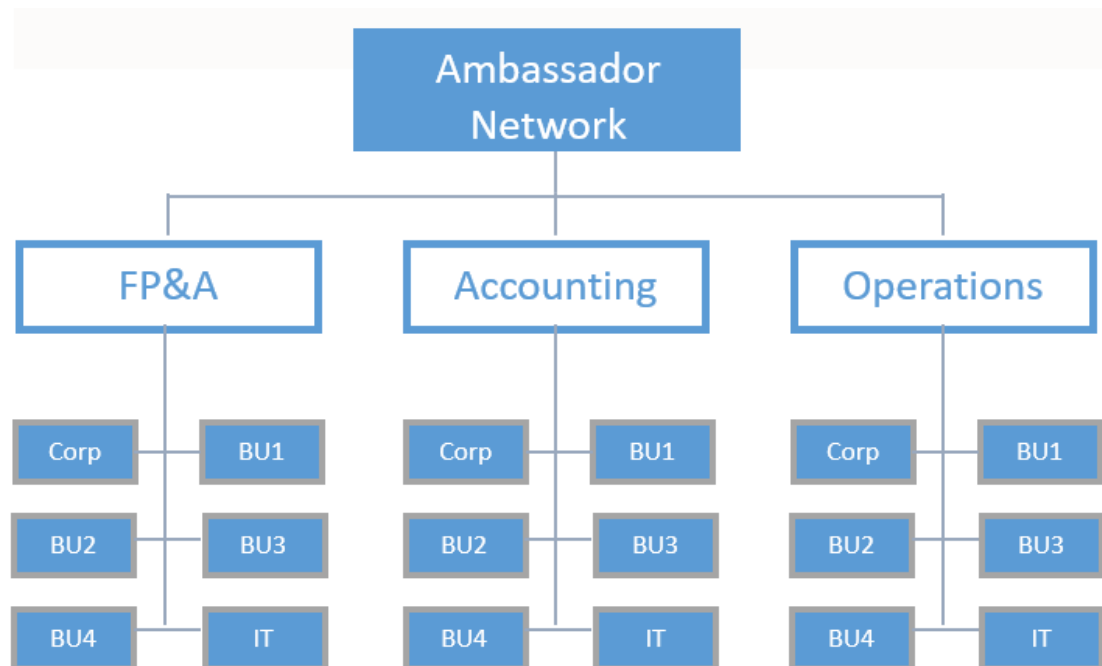 Ambassador
Network
FP&A
Accounting
Operations
Corp
BU1
Corp
BU1
Corp
BU1
BU2
BU3
BU2
BU3
BU2
BU3
BU4
IT
BU4
IT
BU4
IT